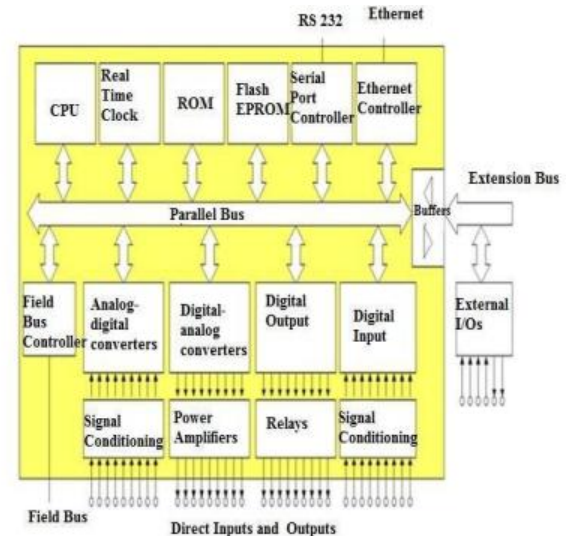 RS 232
Ethernet
CPU
Real
Time
Clock
ROM
Flash
EPROM
Serial
Port
Controller
Ethernet
Controller
Extension Bus
Parallel Bus
Buffers
Field
Bus
Controller
Analog-
digital
converters
Digital-
analog
converters
Digital
Output
Digital
Input
External
I/Os
Signal
Conditioning
Power
Amplifiers
Relays
Signal
Conditioning
Field Bus
Direct Inputs and Outputs